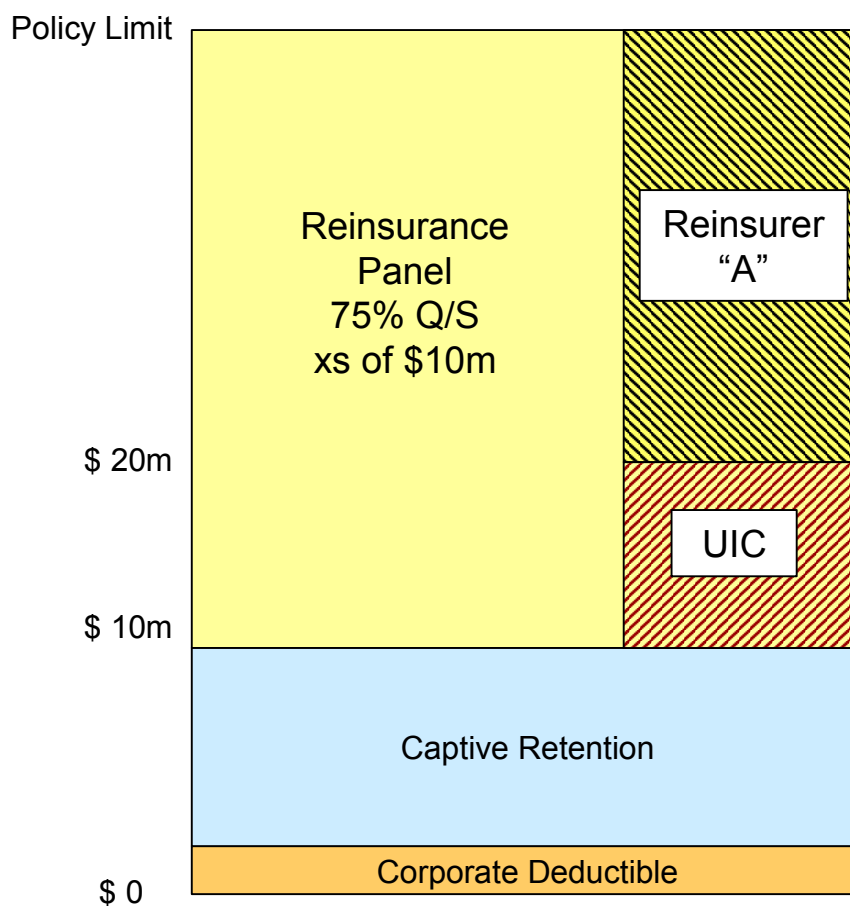 Policy Limit
Reinsurance
Panel
75% Q/S
xs of $10m
Reinsurer
“A”
$ 20m
UIC
$ 10m
Captive Retention
Corporate Deductible
$ 0